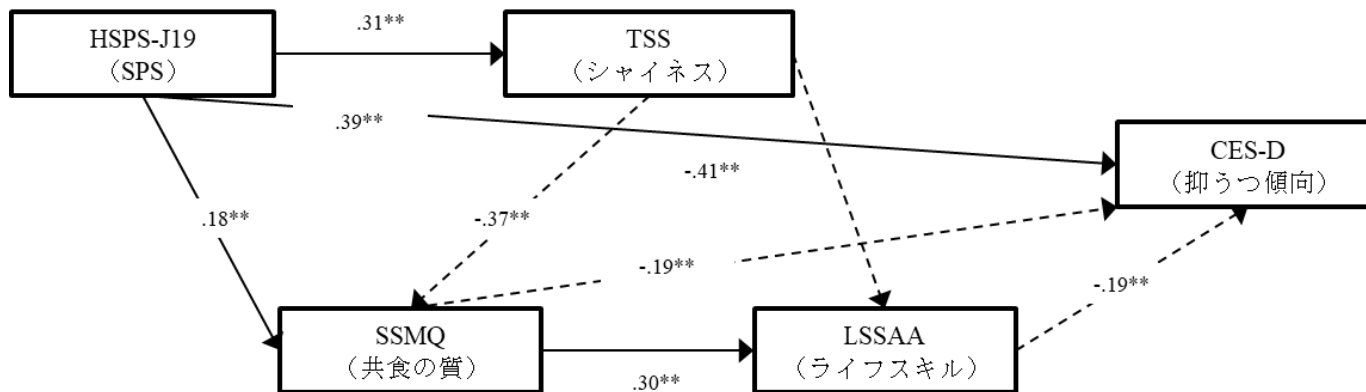 .31**
HSPS-J19
（SPS）
TSS
（シャイネス）
.39**
CES-D
（抑うつ傾向）
-.41**
.18**
-.37**
-.19**
-.19**
SSMQ
（共食の質）
LSSAA
（ライフスキル）
.30**